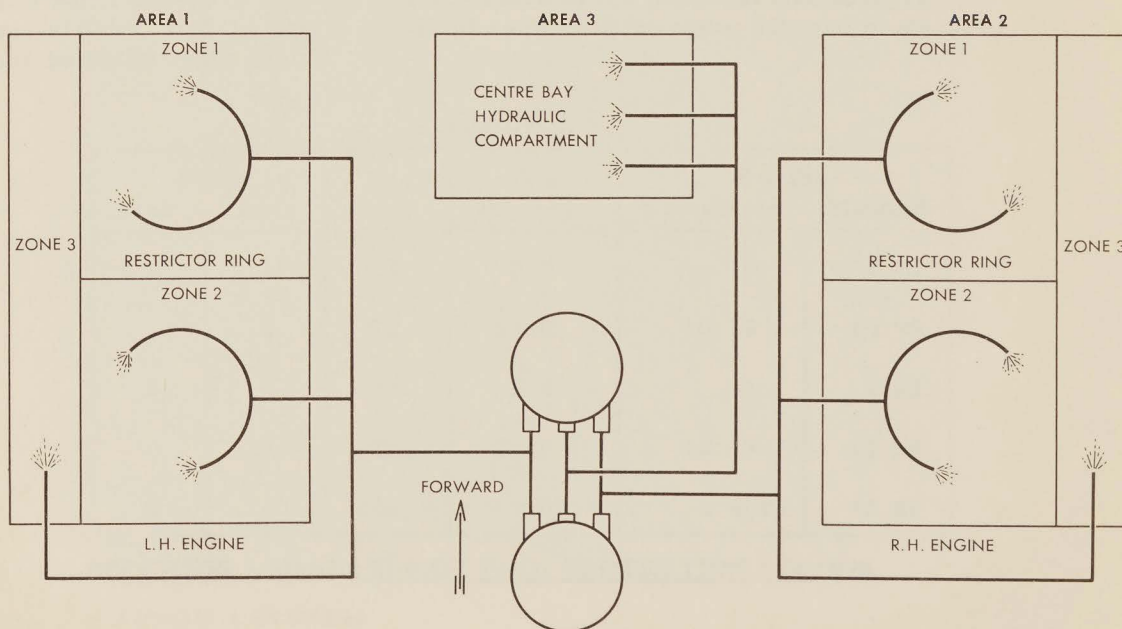 AREA 1
AREA 3
AREA 2
ZONE 1
ZONE 3
RESTRICTOR RING
ZONE 2
L.H. ENGINE
CENTRE BAY
HYDRAULIC
COMPARTMENT
ZONE 1
RESTRICTOR RING
ZONE 3
ZONE 2
R.H. ENGINE
FORWARD